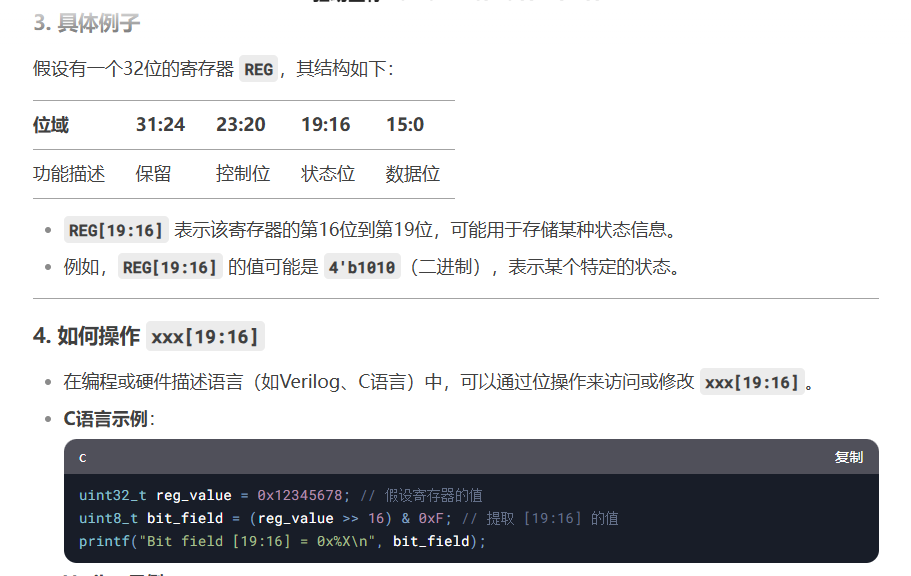 3. 具体例子
假设有一个32位的寄存器 REG，其结构如下：
位域 31:24 23:20 19:16 15:0
功能描述 保留 控制位 状态位 数据位
REG[19:16] 表示该寄存器的第16位到第19位，可能用于存储某种状态信息。
例如，REG[19:16] 的值可能是 4'b1010（二进制），表示某个特定的状态。
4. 如何操作 xxx[19:16]
在编程或硬件描述语言（如Verilog、C语言）中，可以通过位操作来访问或修改 xxx[19:16]。
C语言示例：
c 复制
uint32_t reg_value = 0x12345678; // 假设寄存器的值
uint8_t bit_field = (reg_value >> 16) & 0xF; // 提取 [19:16] 的值
printf("Bit field [19:16] = 0x%X\n", bit_field);